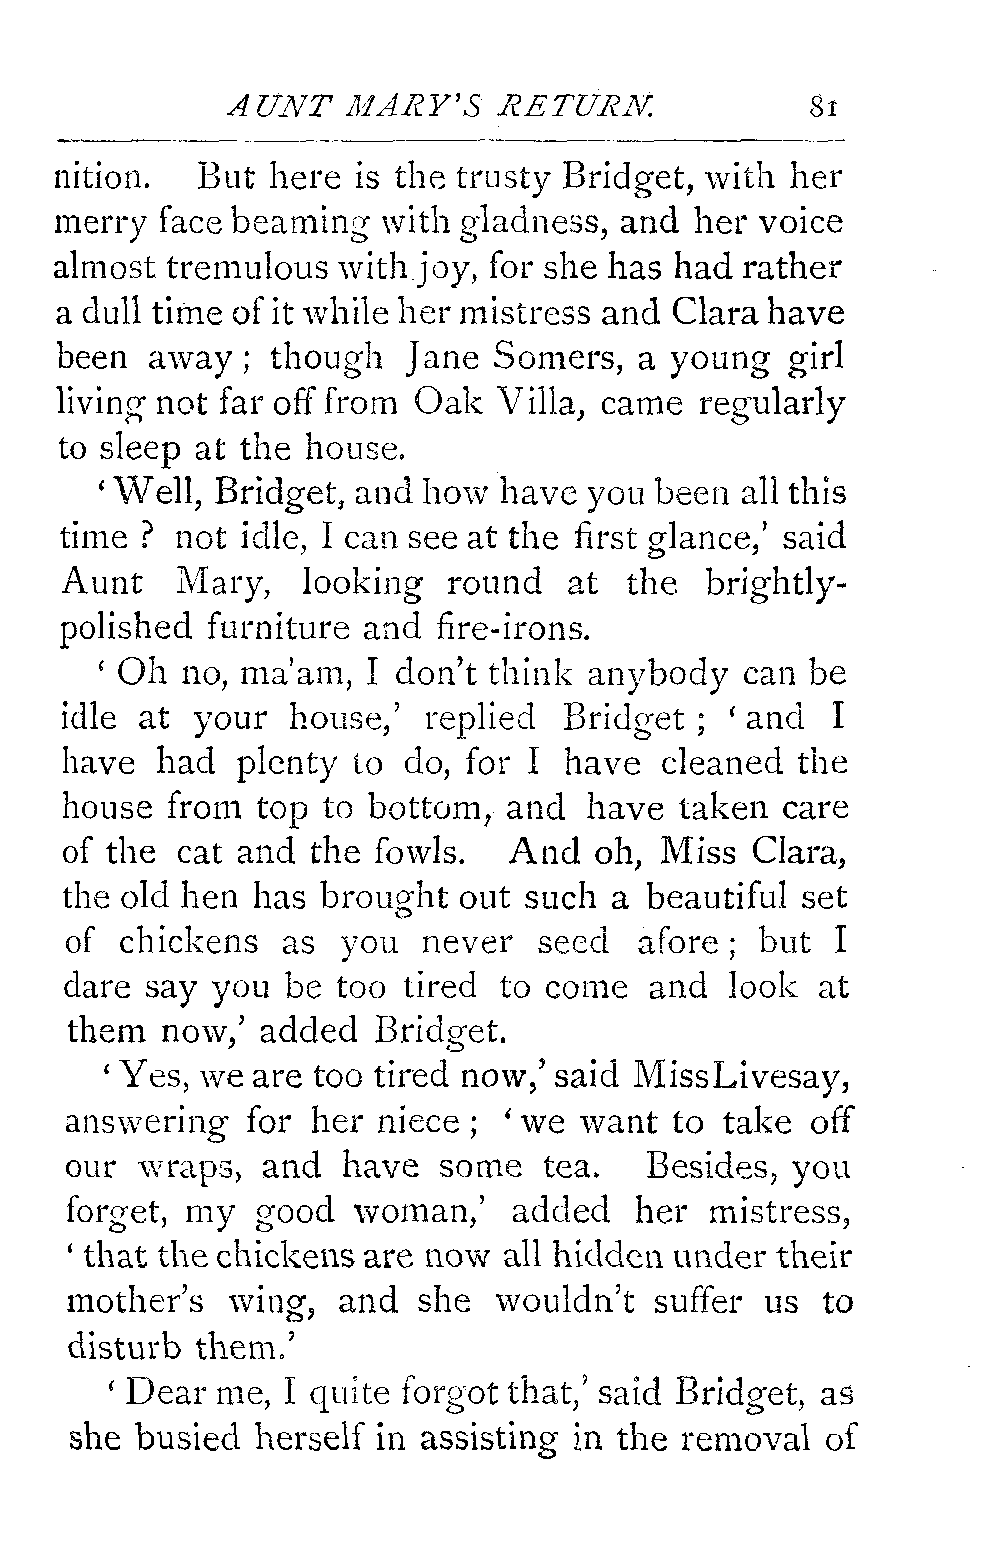 AUNT MARY'S RETURN. 81
nition. But here is the trusty Bridget, with her
merry face beaming with gladness, and her voice
almost tremulous with joy, for she has had rather
a dull time of it while her mistress and Clara have
been away ; though Jane Somers, a young girl
living not far off from Oak Villa, came regularly
to sleep at the house.
‘ Well, Bridget, and how have you been all this
time ? not idle, I can see at the first glance,’ said
Aunt Mary, looking round at the brightly-
polished furniture and fire-irons.
‘ Oh no, ma'am, I don’t think anybody can be
idle at your house,’ replied Bridget ; ‘ and I
have had plenty to do, for I have cleaned the
house from top to bottom, and have taken care
of the cat and the fowls. And oh, Miss Clara,
the old hen has brought out such a beautiful set
of chickens as you never seed afore ; but I
dare say you be too tired to come and look at
them now,’ added Bridget.
‘ Yes, we are too tired now,’ said Miss Livesay,
answering for her niece ; ‘ we want to take off
our wraps, and have some tea. Besides, you
forget, my good woman,’ added her mistress,
‘ that the chickens are now all hidden under their
mother’s wing, and she wouldn’t suffer us to
disturb them.’
‘ Dear me, I quite forgot that,’ said Bridget, as
she busied herself in assisting in the removal of